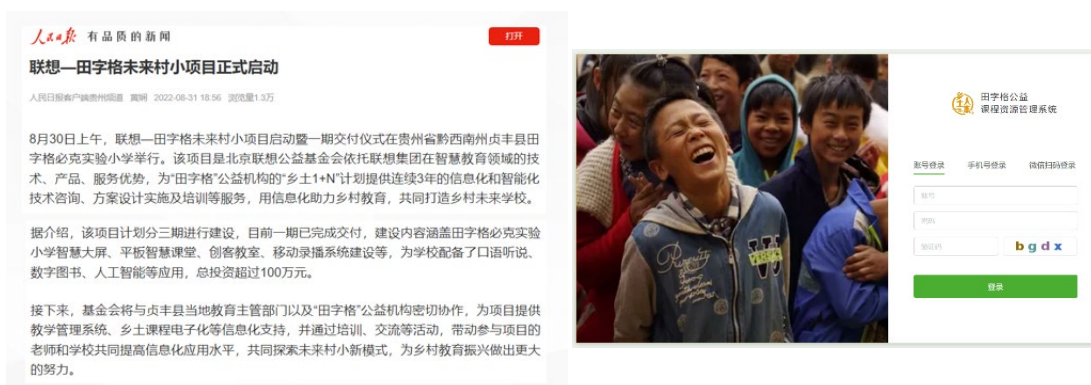 人民日报 有品质的新闻
打开
联想—田字格未来村小项目正式启动
人民日报客户端贵州频道 黄娴 2022-08-31 18:56 浏览量1.3万
8月30日上午，联想—田字格未来村小项目启动暨一期交付仪式在贵州省黔西南州贞丰县田
字格必克实验小学举行。该项目是北京联想公益基金会依托联想集团在智慧教育领域的技
术、产品、服务优势，为“田字格”公益机构的“乡土1+N”计划提供连续3年的信息化和智能化
技术咨询、方案设计实施及培训等服务，用信息化助力乡村教育，共同打造乡村未来学校。
据介绍，该项目计划分三期进行建设，目前一期已完成交付，建设内容涵盖田字格必克实验
小学智慧大屏、平板智慧课堂、创客教室、移动录播系统建设等，为学校配备了口语听说、
数字图书、人工智能等应用，总投资超过100万元。
接下来，基金会将与贞丰县当地教育主管部门以及“田字格”公益机构密切协作，为项目提供
教学管理系统、乡土课程电子化等信息化支持，并通过培训、交流等活动，带动参与项目的
老师和学校共同提高信息化应用水平，共同探索未来村小新模式，为乡村教育振兴做出更大
的努力。
田字格公益
课程资源管理系统
账号登录 手机号登录 微信扫码登录
账号
密码
验证码 bgdx
登录